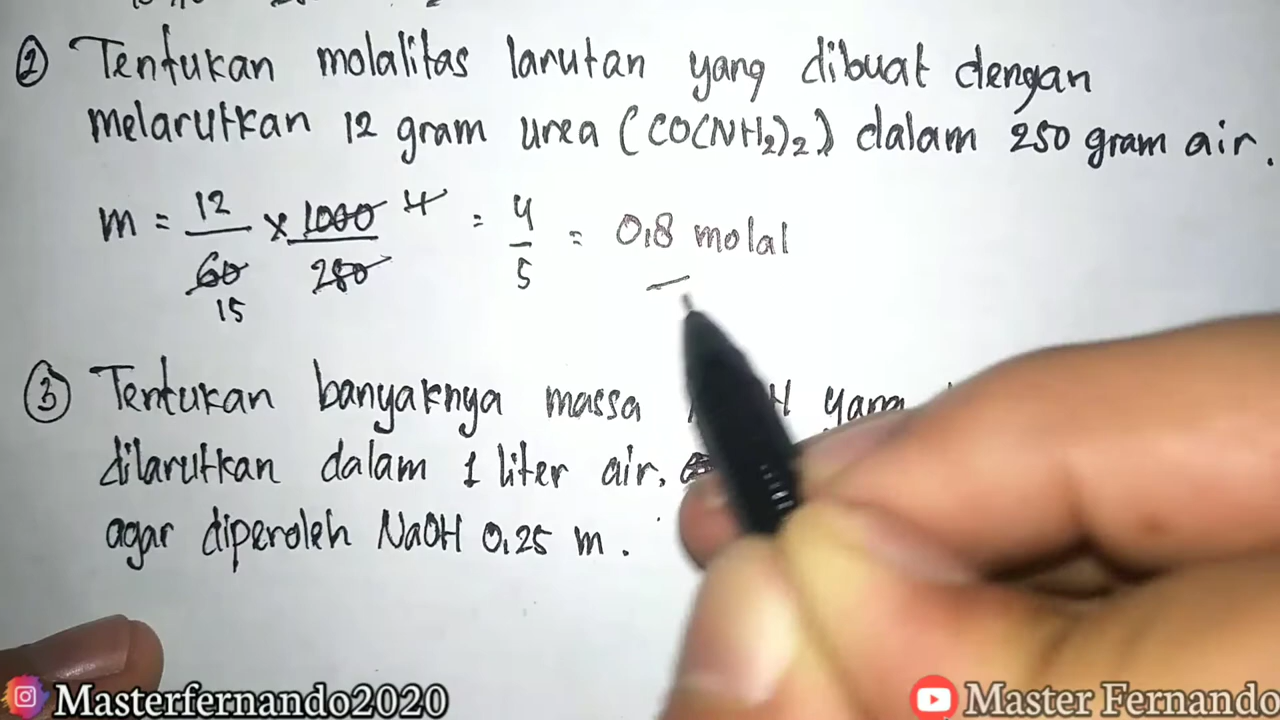 ② Tentukan molalitas larutan yang dibuat dengan
melarutkan 12 gram urea (CO(NH₂)₂) dalam 250 gram air.
m = 12/60 × 1000/250 4 = 4/5 = 0,8 molal
15
③ Tentukan banyaknya massa yang
dilarutkan dalam 1 liter air,
agar diperoleh NaOH 0,25 m.
Masterfernando2020
Master Fernando